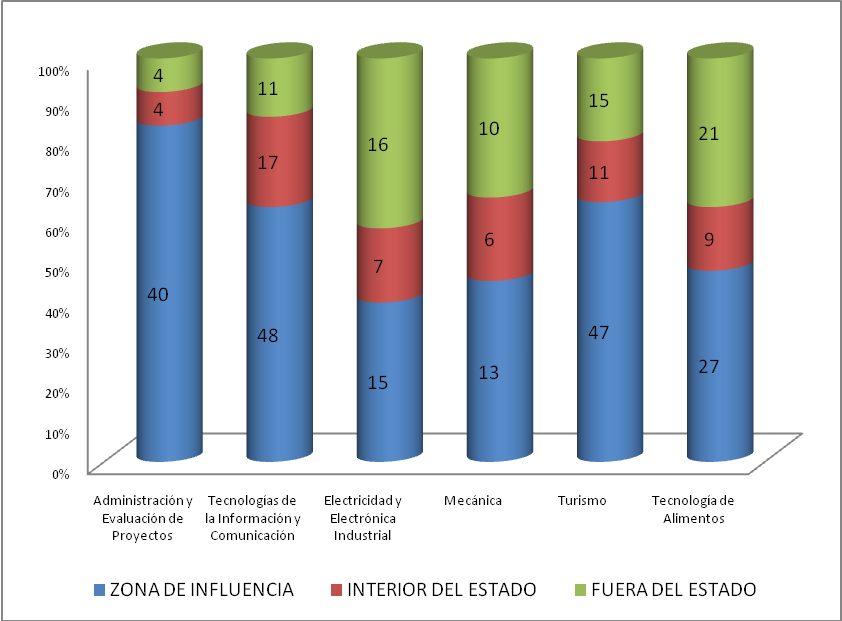 100%
90%
80%
70%
60%
50%
40%
30%
20%
10%
0%
4
4
40
11
17
48
16
7
15
10
6
13
15
11
47
21
9
27
Administración y
Evaluación de
Proyectos
Tecnologías de
la Información y
Comunicación
Electricidad y
Electrónica
Industrial
Mecánica
Turismo
Tecnología de
Alimentos
ZONA DE INFLUENCIA
INTERIOR DEL ESTADO
FUERA DEL ESTADO